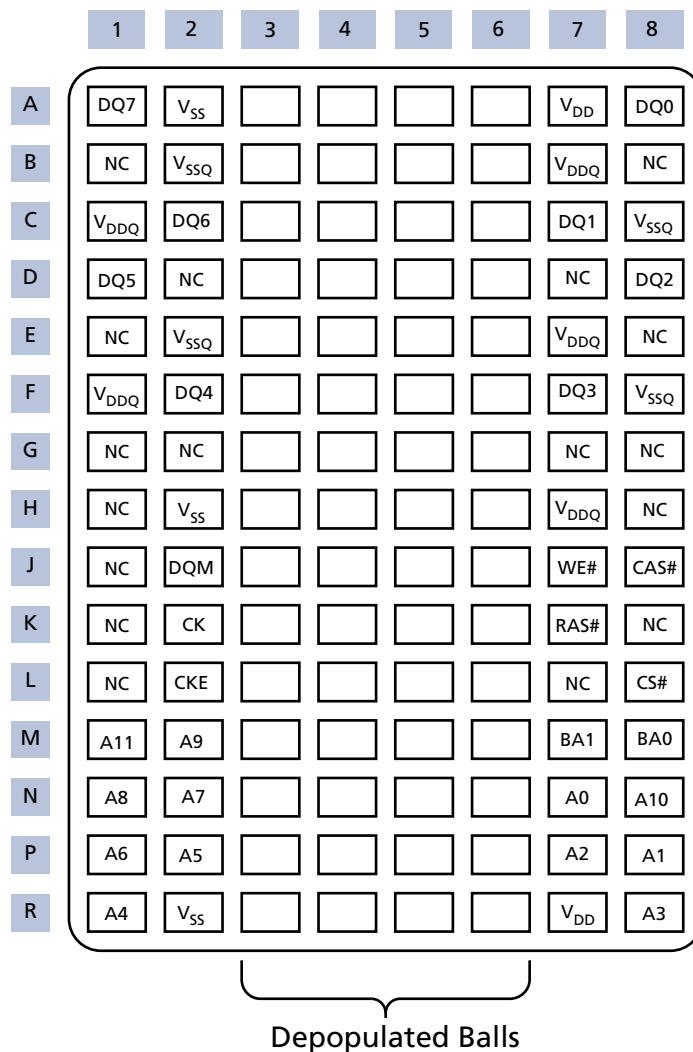 1 2 3 4 5 6 7 8
A DQ7 VSS VDD DQ0
B NC VSSQ VDDQ NC
C VDDQ DQ6 DQ1 VSSQ
D DQ5 NC NC DQ2
E NC VSSQ VDDQ NC
F VDDQ DQ4 DQ3 VSSQ
G NC NC NC NC
H NC VSS VDDQ NC
J NC DQM WE# CAS#
K NC CK RAS# NC
L NC CKE NC CS#
M A11 A9 BA1 BA0
N A8 A7 A0 A10
P A6 A5 A2 A1
R A4 VSS VDD A3
Depopulated Balls